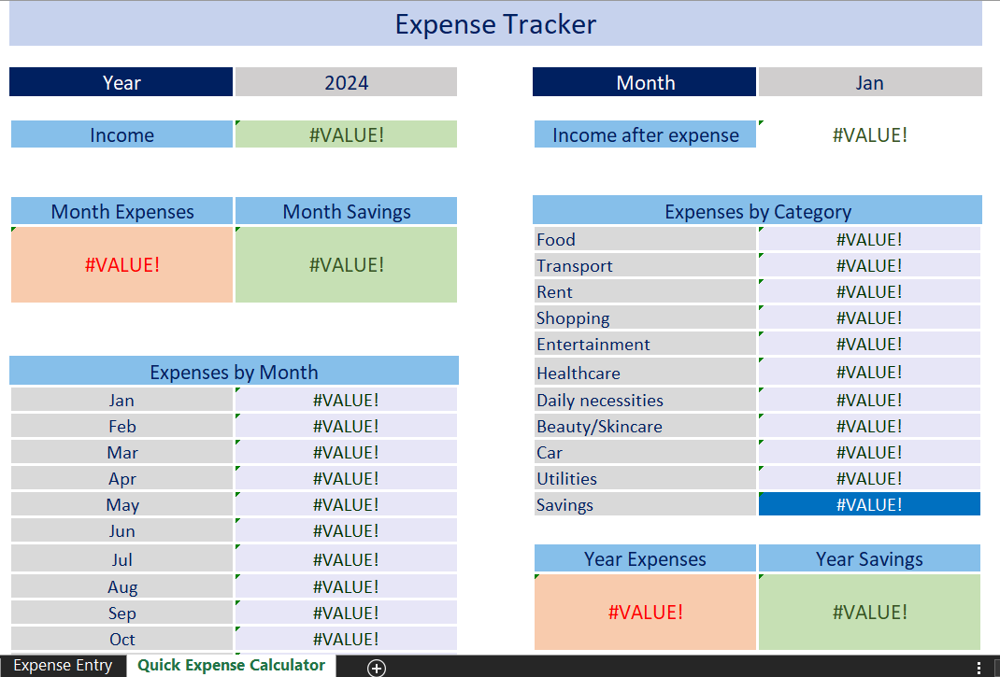 Expense Tracker
Year 2024 Month Jan
Income #VALUE! Income after expense #VALUE!
Month Expenses Month Savings
#VALUE! #VALUE!
Expenses by Month
Jan #VALUE!
Feb #VALUE!
Mar #VALUE!
Apr #VALUE!
May #VALUE!
Jun #VALUE!
Jul #VALUE!
Aug #VALUE!
Sep #VALUE!
Oct #VALUE!
Expenses by Category
Food #VALUE!
Transport #VALUE!
Rent #VALUE!
Shopping #VALUE!
Entertainment #VALUE!
Healthcare #VALUE!
Daily necessities #VALUE!
Beauty/Skincare #VALUE!
Car #VALUE!
Utilities #VALUE!
Savings #VALUE!
Year Expenses Year Savings
#VALUE! #VALUE!
Expense Entry Quick Expense Calculator